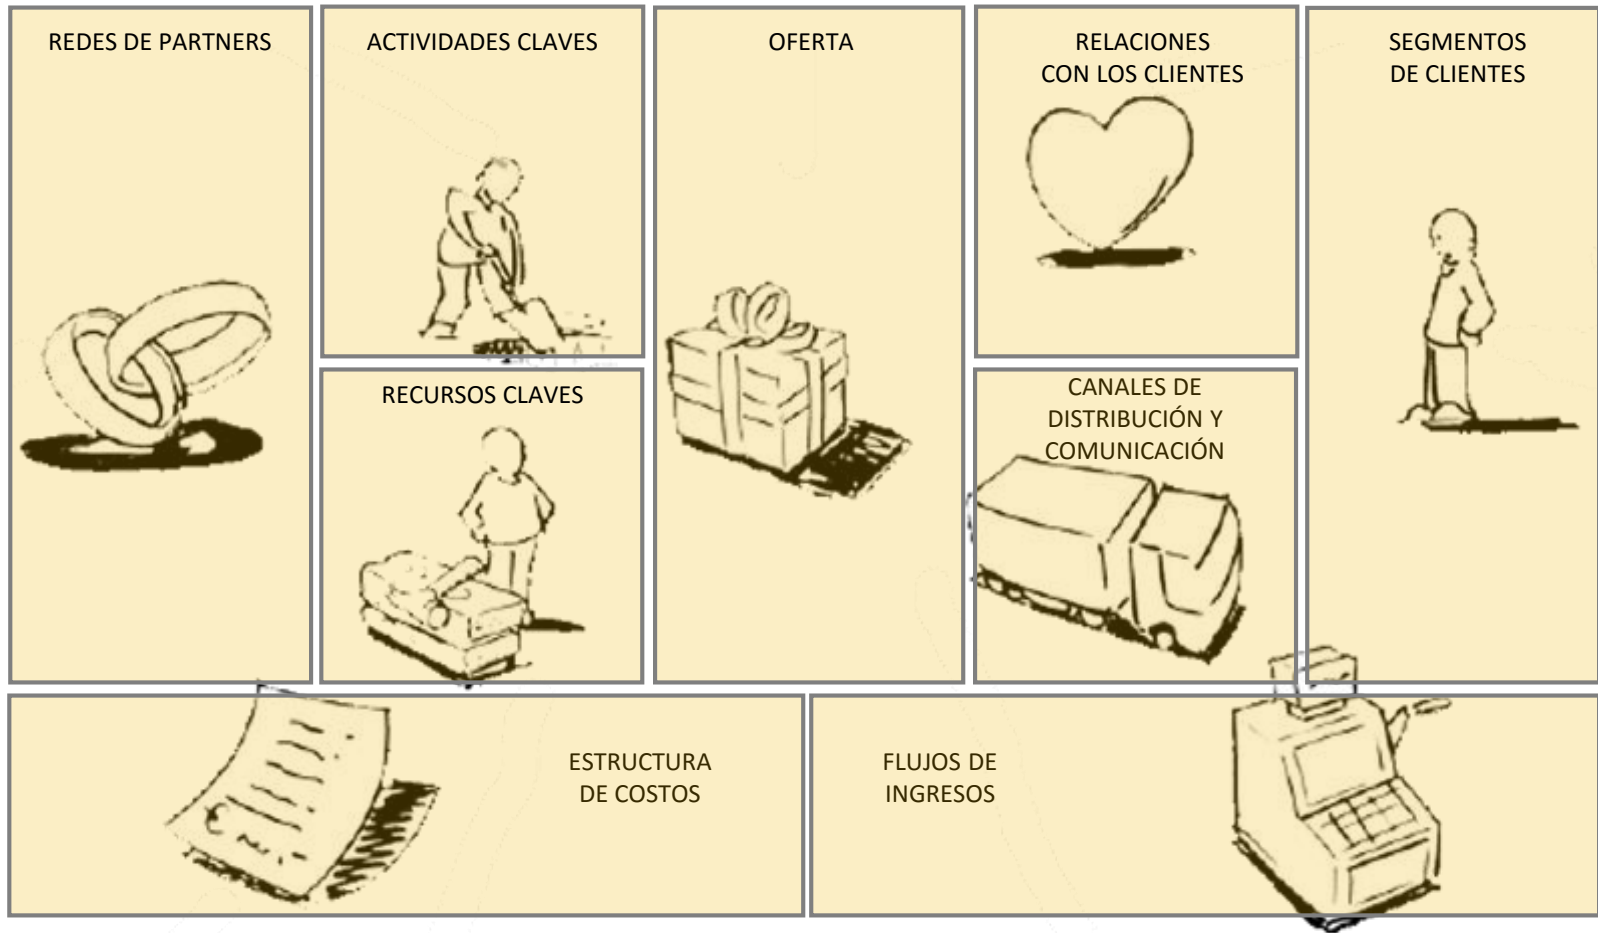 REDES DE PARTNERS
ACTIVIDADES CLAVES
OFERTA
RELACIONES
CON LOS CLIENTES
SEGMENTOS
DE CLIENTES
RECURSOS CLAVES
CANALES DE
DISTRIBUCIÓN Y
COMUNICACIÓN
ESTRUCTURA
DE COSTOS
FLUJOS DE
INGRESOS